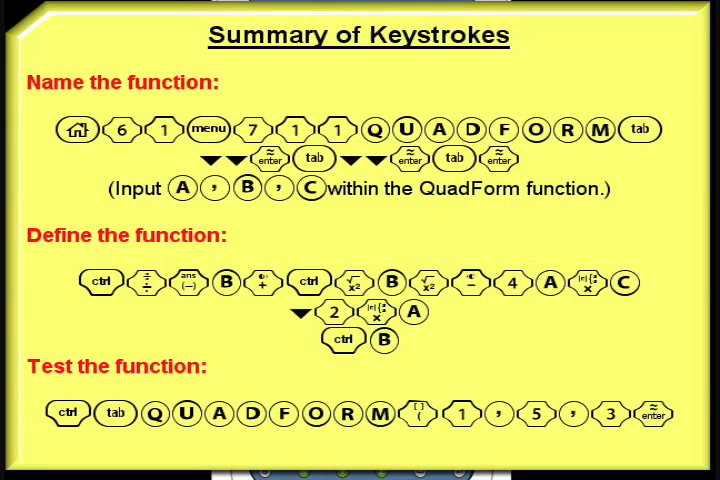 Summary of Keystrokes
Name the function:
6 1 menu 7 1 1 Q U A D F O R M tab
≈ enter tab ≈ enter tab ≈ enter
(Input A , B , C within the QuadForm function.)
Define the function:
ctrl ÷ ÷ ans (−) B + ctrl √ x² B √ x² − 4 A × C
2 × A
ctrl B
Test the function:
ctrl tab Q U A D F O R M [ ] ( 1 , 5 , 3 ≈ enter